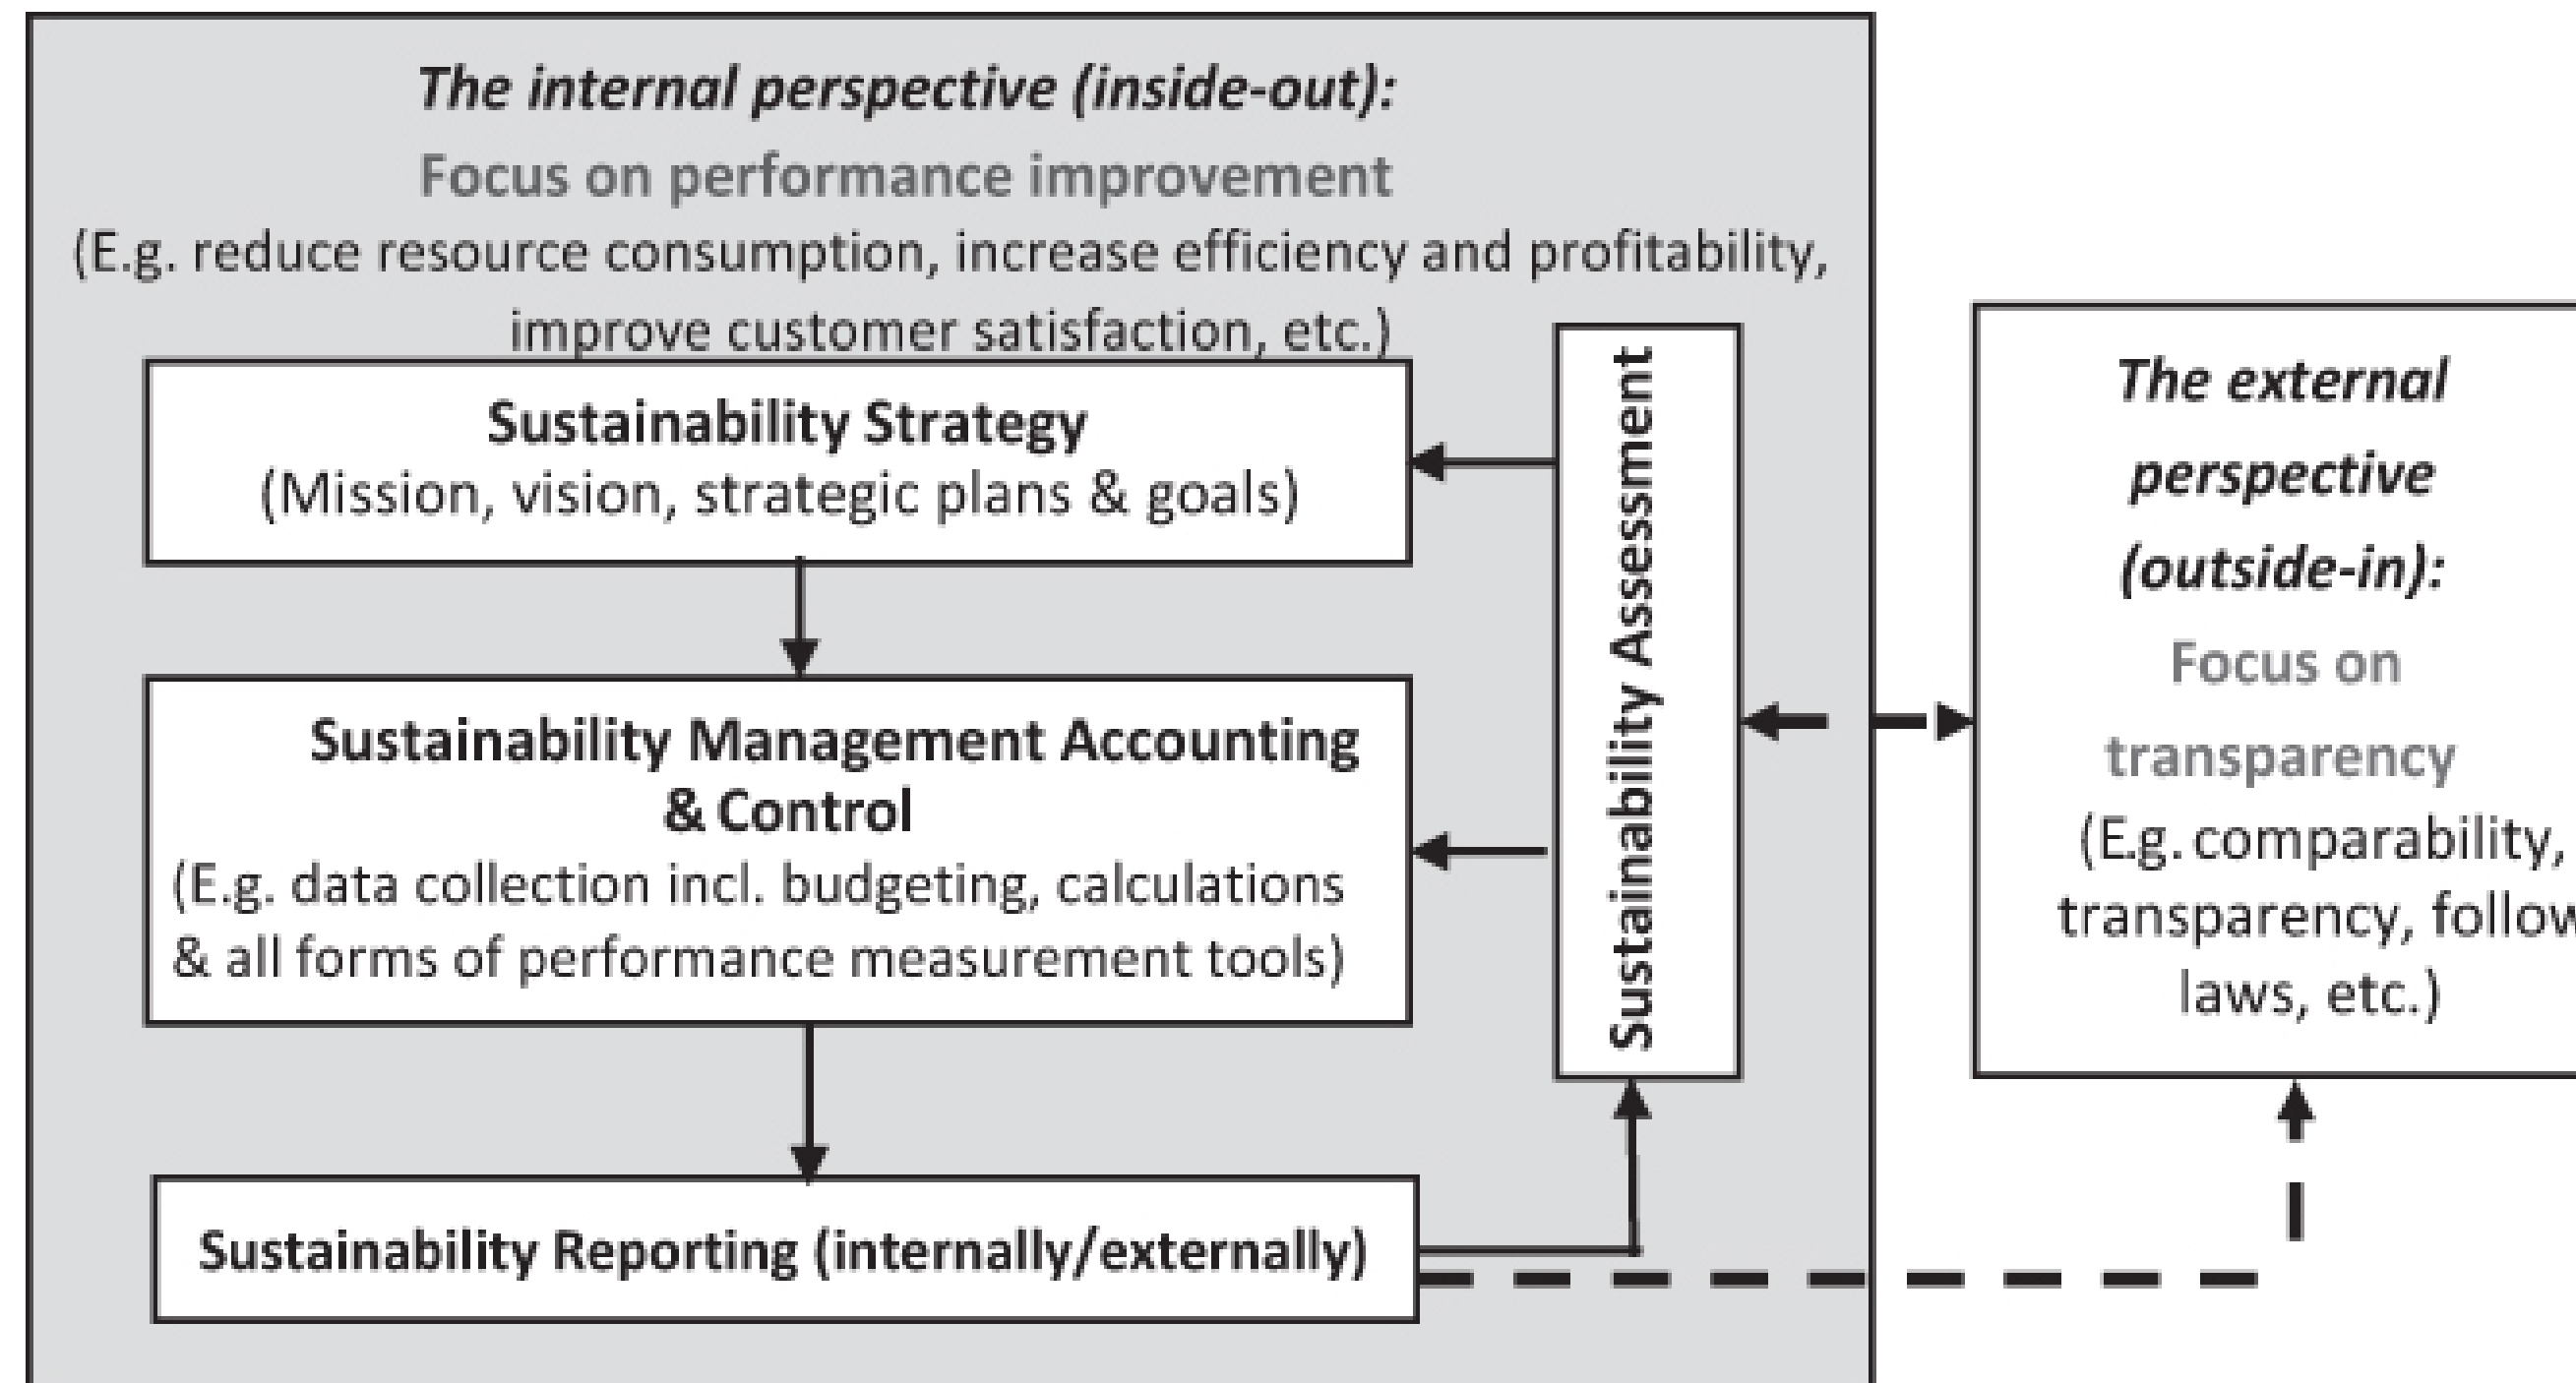 The internal perspective (inside-out):
Focus on performance improvement
(E.g. reduce resource consumption, increase efficiency and profitability,
improve customer satisfaction, etc.)
Sustainability Strategy
(Mission, vision, strategic plans & goals)
Sustainability Management Accounting
& Control
(E.g. data collection incl. budgeting, calculations
& all forms of performance measurement tools)
Sustainability Reporting (internally/externally)
Sustainability Assessment
The external
perspective
(outside-in):
Focus on
transparency
(E.g. comparability,
transparency, follow
laws, etc.)